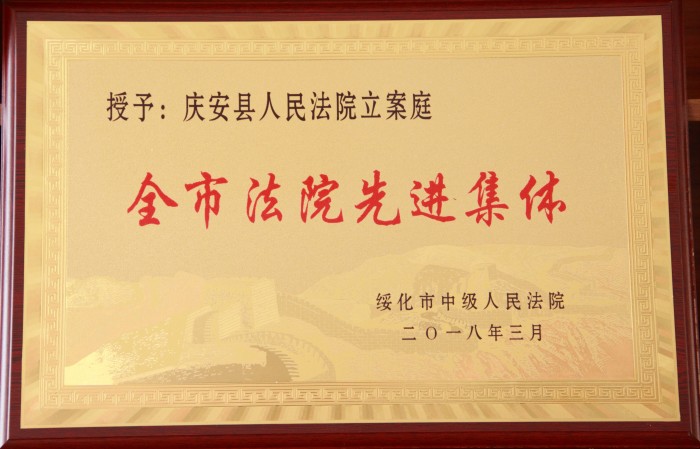 授予：庆安县人民法院立案庭
全市法院先进集体
绥化市中级人民法院
二〇一八年三月